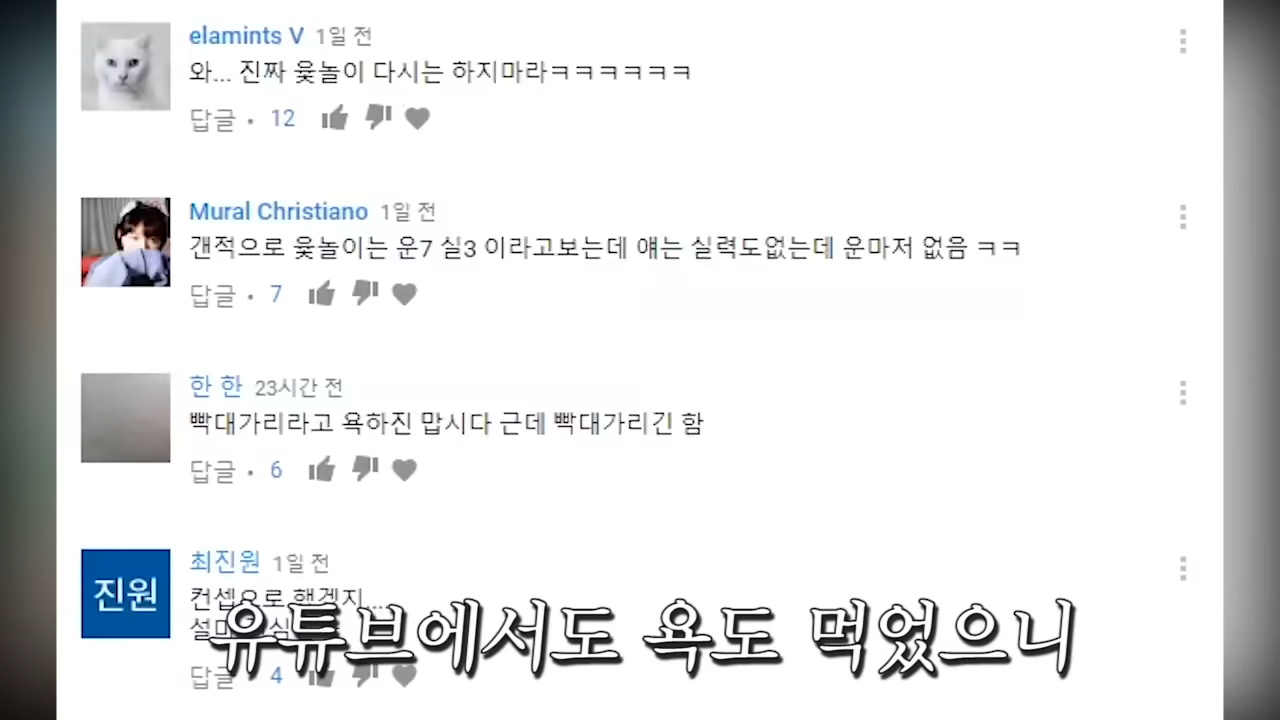 elamints V 1일 전
와... 진짜 윷놀이 다시는 하지마라ㅋㅋㅋㅋㅋㅋ
답글 • 12
Mural Christiano 1일 전
갠적으로 윷놀이는 운7 실3 이라고보는데 얘는 실력도없는데 운마저 없음 ㅋㅋ
답글 • 7
한 한 23시간 전
빡대가리라고 욕하진 맙시다 근데 빡대가리긴 함
답글 • 6
진원
최진원 1일 전
컨셉으로 했겠지...
유튜브에서도 욕도 먹었으니
답글 • 4